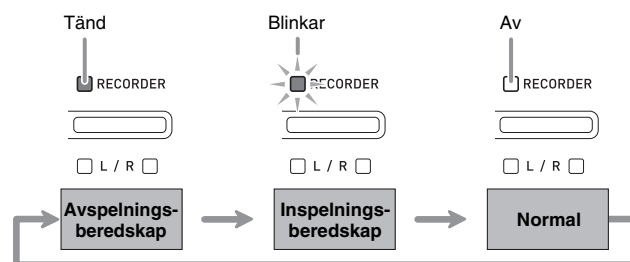 Tänd Blinkar Av
RECORDER RECORDER RECORDER
L / R L / R L / R
Avspelnings-
beredskap
Inspelnings-
beredskap
Normal